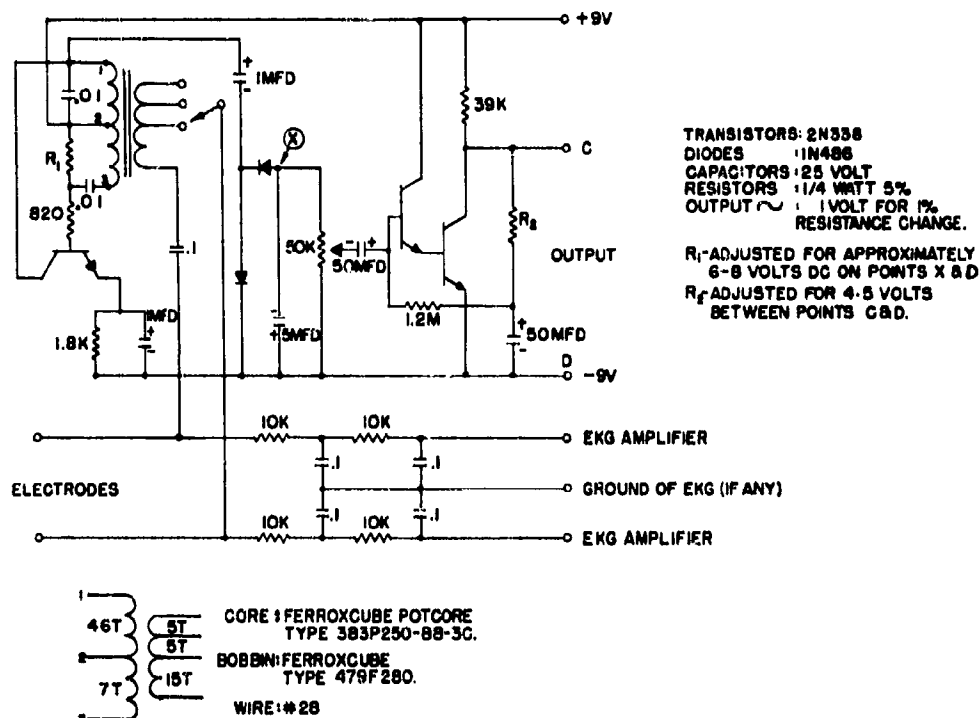 +9V
1
.01
2
R1
3
.01
820
1MFD
.1
1MFD
1.8K
X
50K
+5MFD
50MFD
39K
C
R2
OUTPUT
1.2M
50MFD
D
-9V
TRANSISTORS: 2N338
DIODES :1N486
CAPACITORS :25 VOLT
RESISTORS :1/4 WATT 5%
OUTPUT ~ : 1 VOLT FOR 1%
RESISTANCE CHANGE.
R1-ADJUSTED FOR APPROXIMATELY
6-8 VOLTS DC ON POINTS X & D
R2-ADJUSTED FOR 4.5 VOLTS
BETWEEN POINTS C&D.
10K
10K
EKG AMPLIFIER
.1
.1
ELECTRODES
GROUND OF EKG (IF ANY)
.1
.1
10K
10K
EKG AMPLIFIER
1
46T
2
7T
5T
5T
15T
CORE : FERROXCUBE POTCORE
TYPE 383P250-88-3C.
BOBBIN: FERROXCUBE
TYPE 479F280.
WIRE: #28